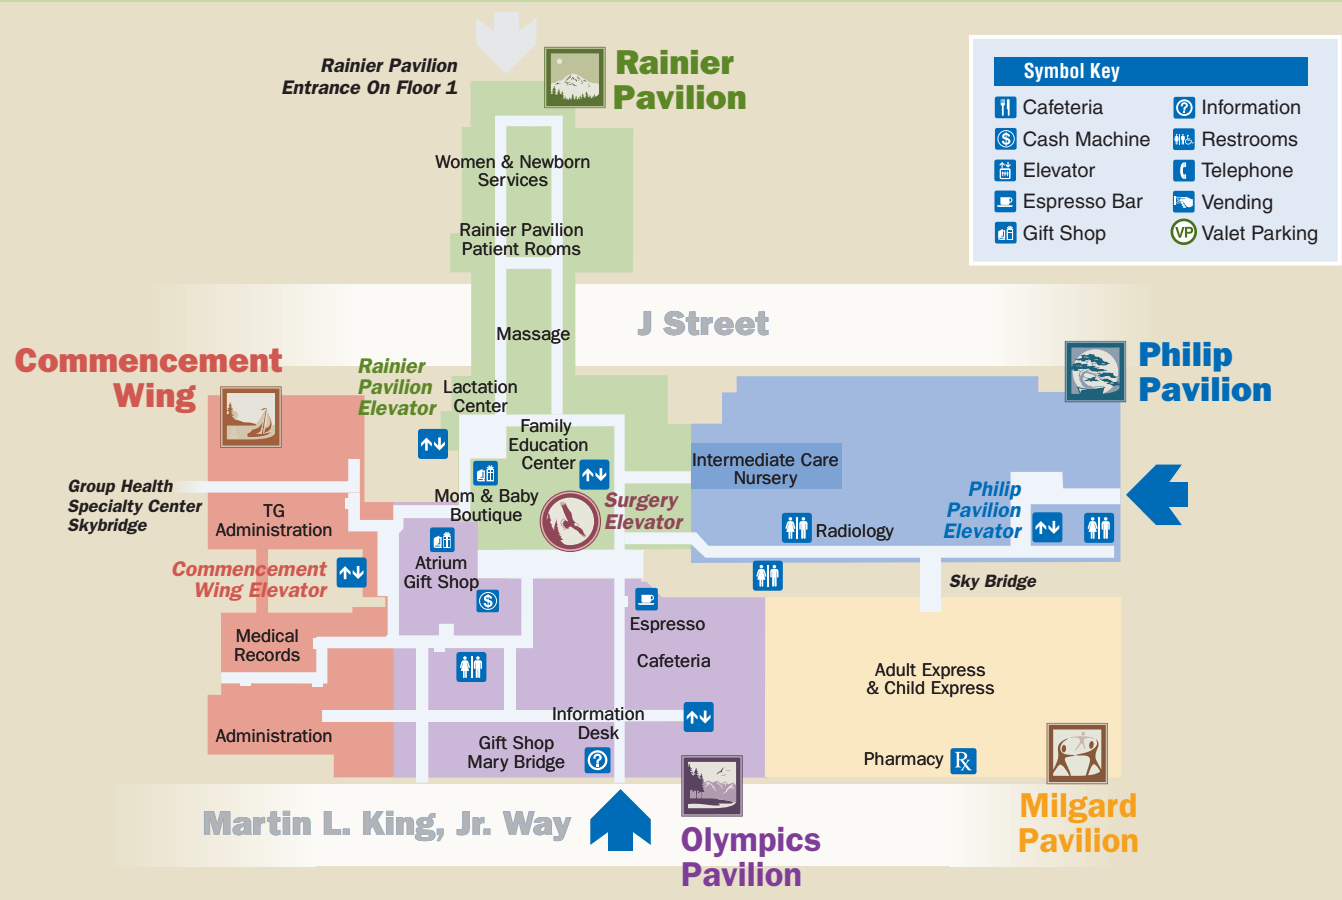 Rainier Pavilion
Entrance On Floor 1
Rainier
Pavilion
Symbol Key
Cafeteria
Information
$
Cash Machine
Restrooms
Elevator
Telephone
Espresso Bar
Vending
Gift Shop
VP
Valet Parking
Women & Newborn
Services
Rainier Pavilion
Patient Rooms
Massage
J Street
Commencement
Wing
Rainier
Pavilion
Elevator
Lactation
Center
Philip
Pavilion
Family
Education
Center
Intermediate Care
Nursery
Group Health
Specialty Center
Skybridge
TG
Administration
Mom & Baby
Boutique
Surgery
Elevator
Radiology
Philip
Pavilion
Elevator
Commencement
Wing Elevator
Atrium
Gift Shop
$
Sky Bridge
Espresso
Medical
Records
Cafeteria
Adult Express
& Child Express
Administration
Information
Desk
Gift Shop
Mary Bridge
?
Pharmacy
Rx
Martin L. King, Jr. Way
Olympics
Pavilion
Milgard
Pavilion